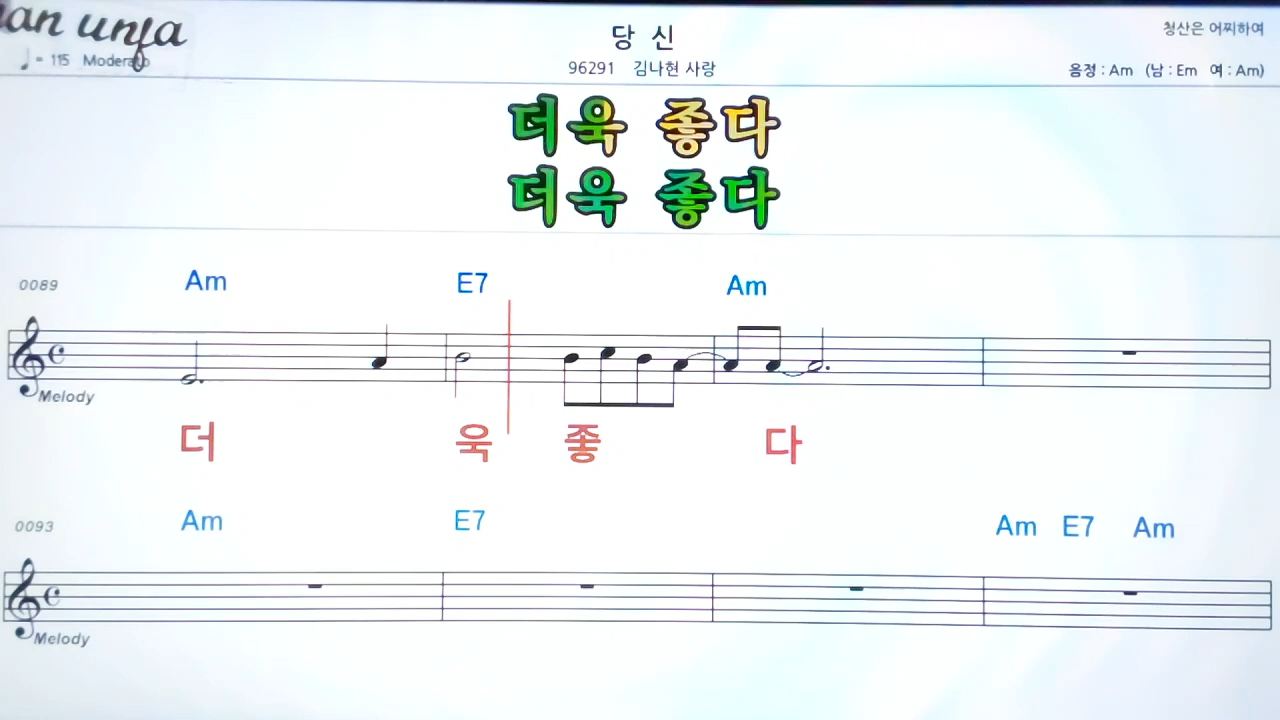 당 신
청산은 어찌하여
♩= 115 Moderato
96291 김나현 사랑
음정 : Am (남 : Em 여 : Am)
더욱 좋다
더욱 좋다
0089 Am E7 Am
Melody
더 욱 좋 다
0093 Am E7 Am E7 Am
Melody